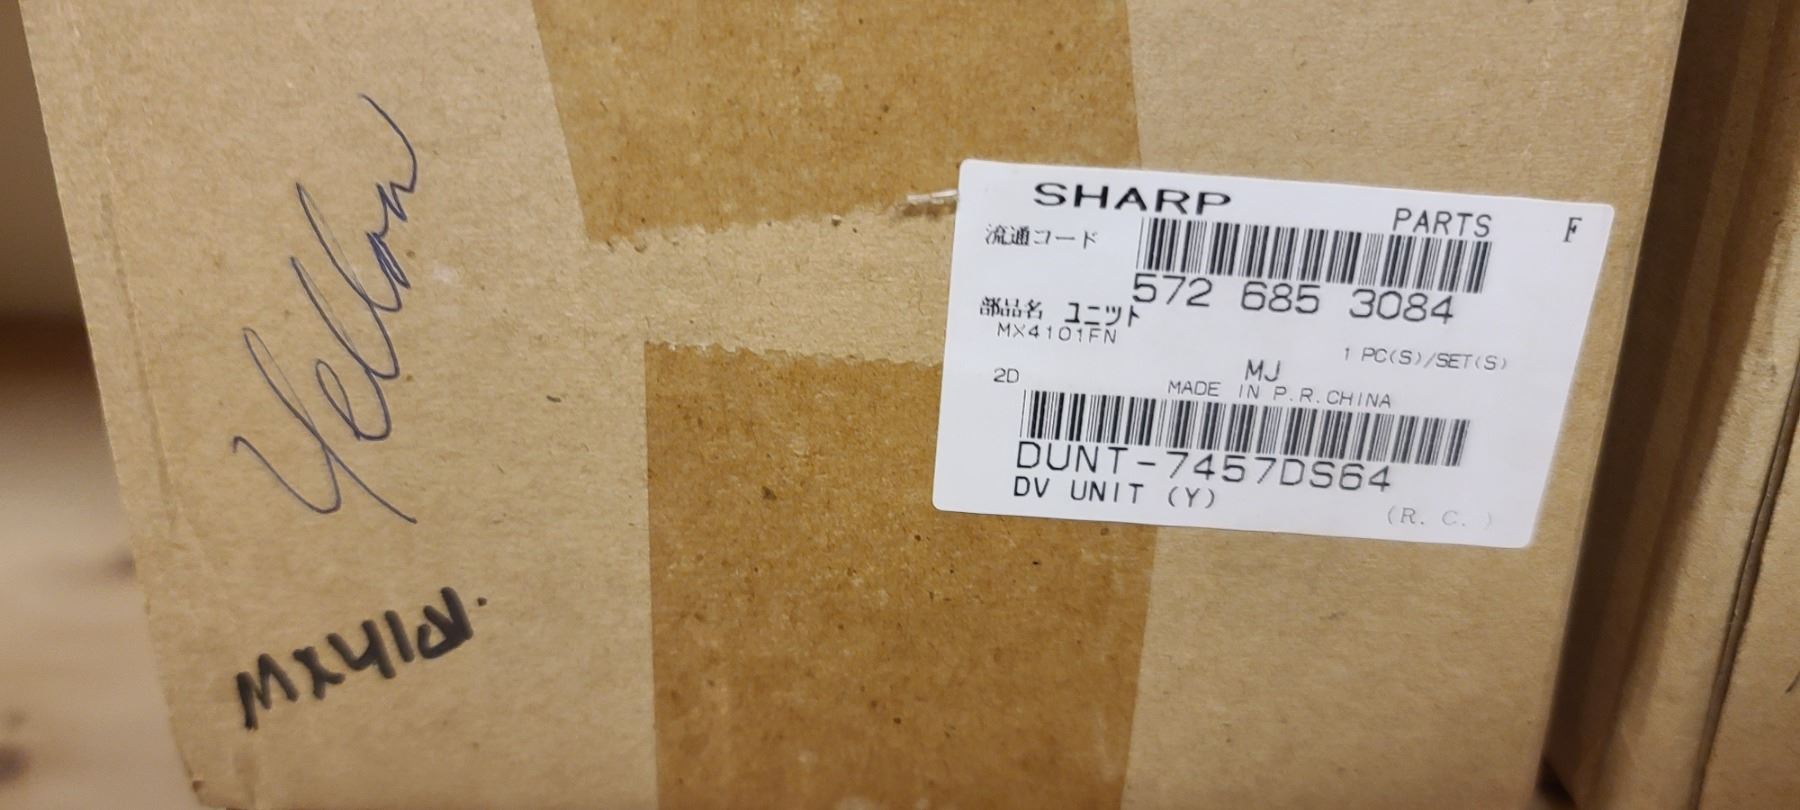 Yellow
MX410N.
SHARP
PARTS F
流通コード
572 685 3084
部品名 ユニット
MX4101FN
1 PC(S)/SET(S)
MJ
2D
MADE IN P.R.CHINA
DUNT-7457DS64
DV UNIT (Y)
(R. C. )